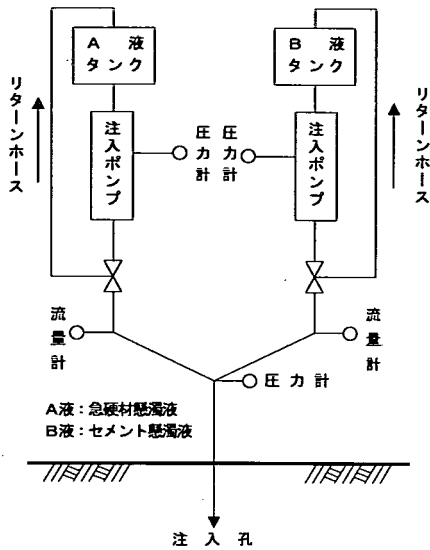 A 液
タンク
B 液
タンク
リターンホース
注入ポンプ
圧力計
圧力計
注入ポンプ
リターンホース
流量計
流量計
圧力計
A液：急硬材懸濁液
B液：セメント懸濁液
注入孔